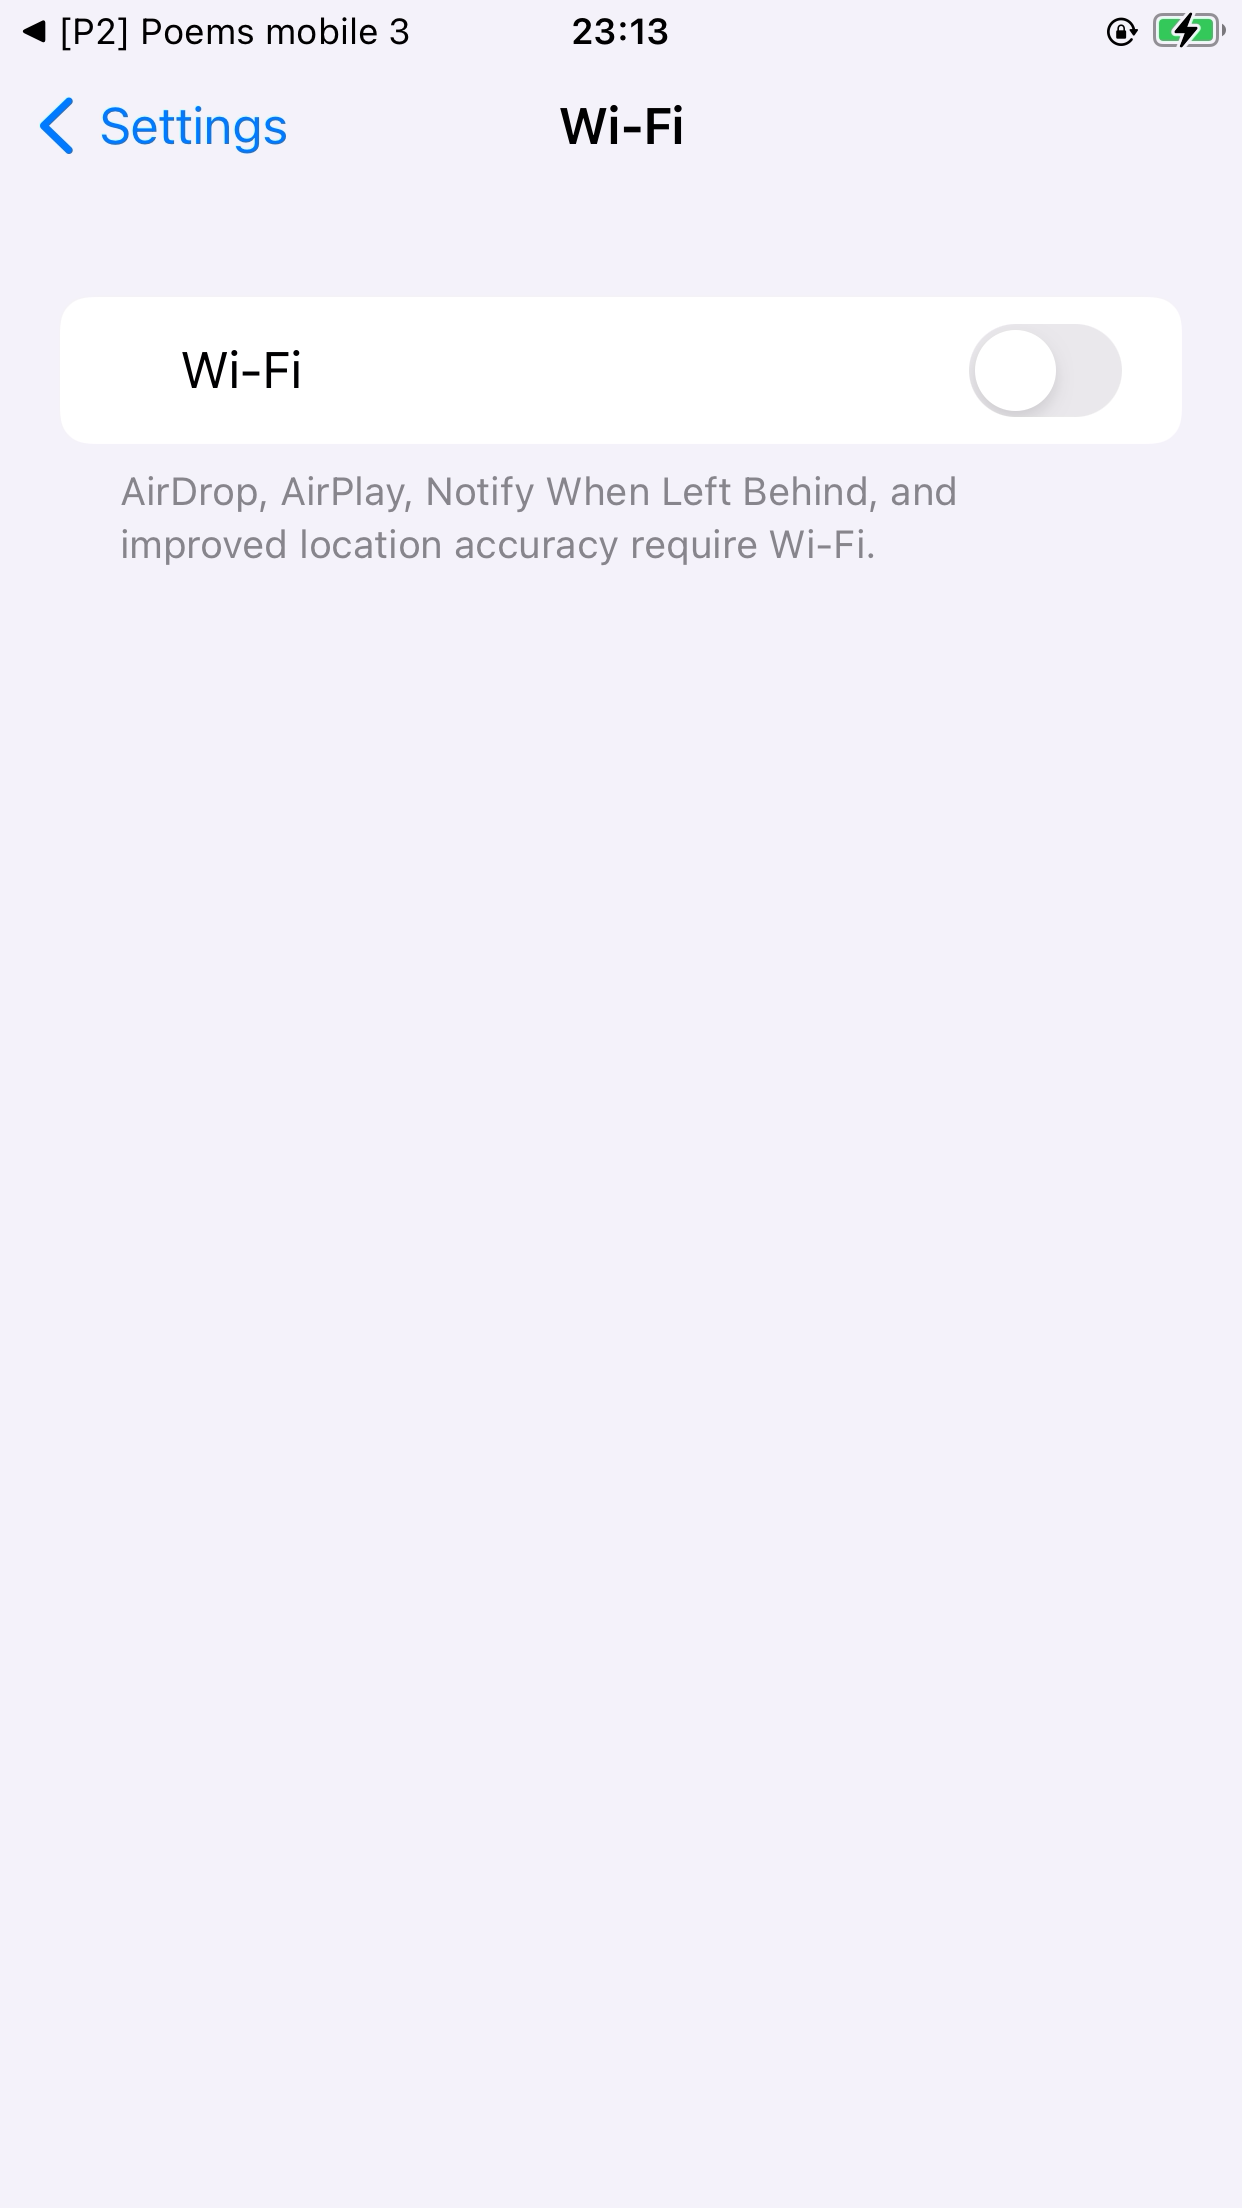 [P2] Poems mobile 3
23:13
Settings
Wi-Fi
Wi-Fi
AirDrop, AirPlay, Notify When Left Behind, and
improved location accuracy require Wi-Fi.